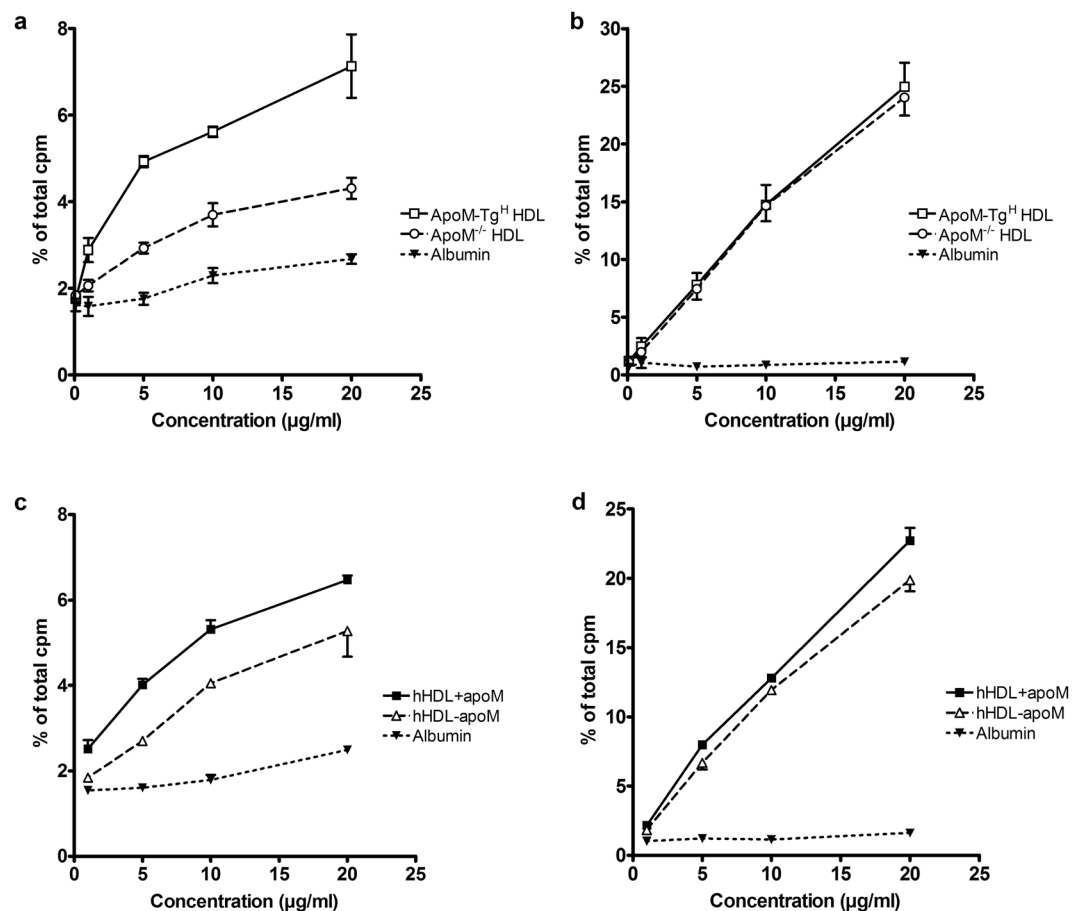 a
% of total cpm
8
6
4
2
0
0 5 10 15 20 25
Concentration (µg/ml)
ApoM-Tgᴴ HDL
ApoM⁻/⁻ HDL
Albumin
b
% of total cpm
30
25
20
15
10
5
0
0 5 10 15 20 25
Concentration (µg/ml)
ApoM-Tgᴴ HDL
ApoM⁻/⁻ HDL
Albumin
c
% of total cpm
8
6
4
2
0
0 5 10 15 20 25
Concentration (µg/ml)
hHDL+apoM
hHDL-apoM
Albumin
d
% of total cpm
25
20
15
10
5
0
0 5 10 15 20 25
Concentration (µg/ml)
hHDL+apoM
hHDL-apoM
Albumin